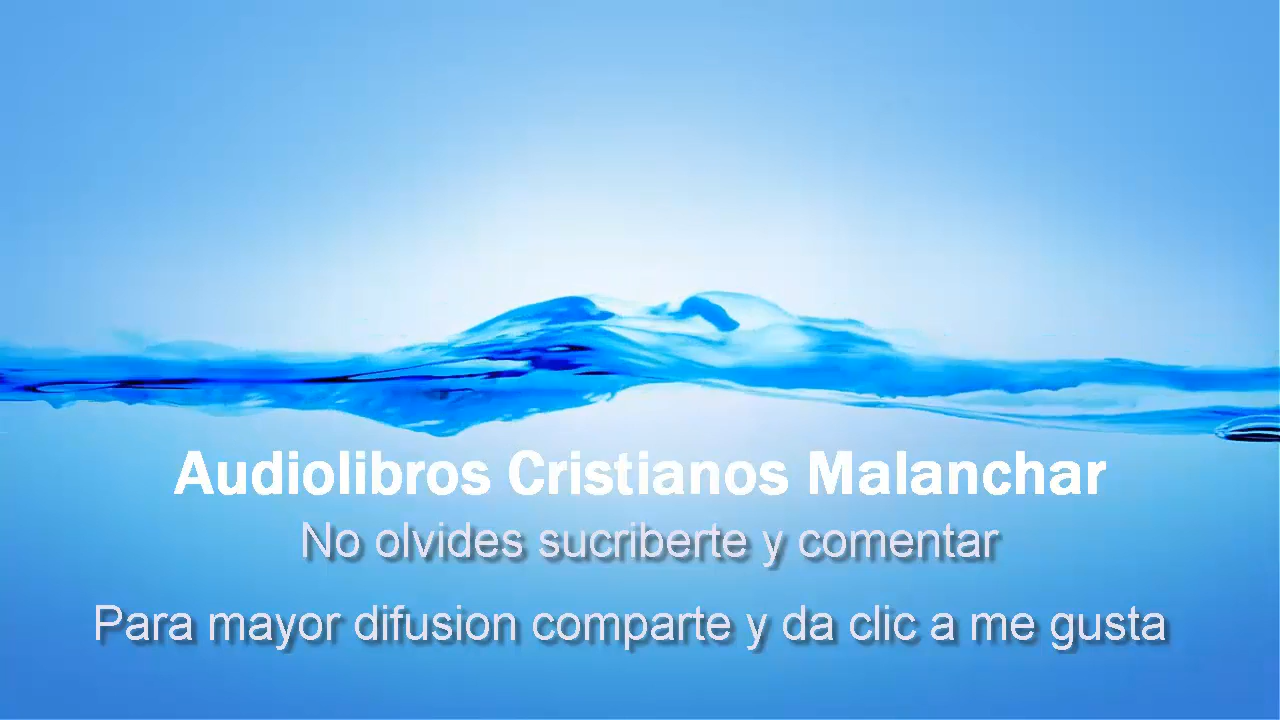 Audiolibros Cristianos Malanchar
No olvides sucriberte y comentar
Para mayor difusion comparte y da clic a me gusta